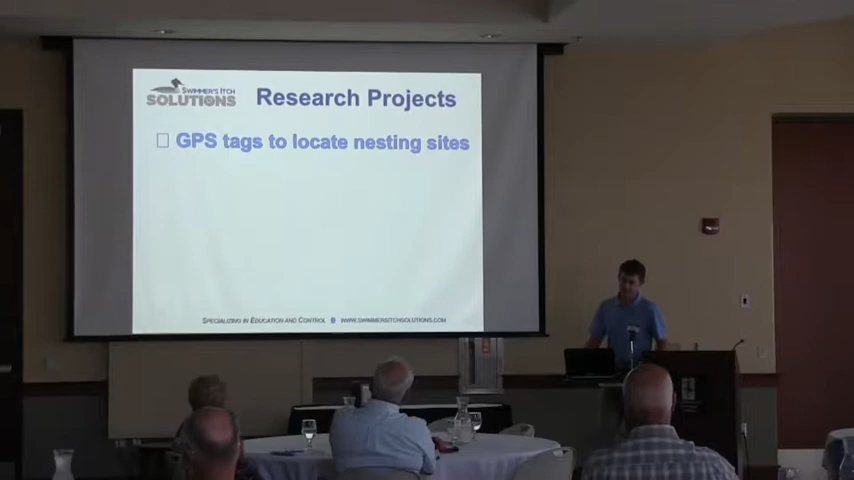 SWIMMER'S ITCH
SOLUTIONS
Research Projects
GPS tags to locate nesting sites
SPECIALIZING IN EDUCATION AND CONTROL @ WWW.SWIMMERSITCHSOLUTIONS.COM